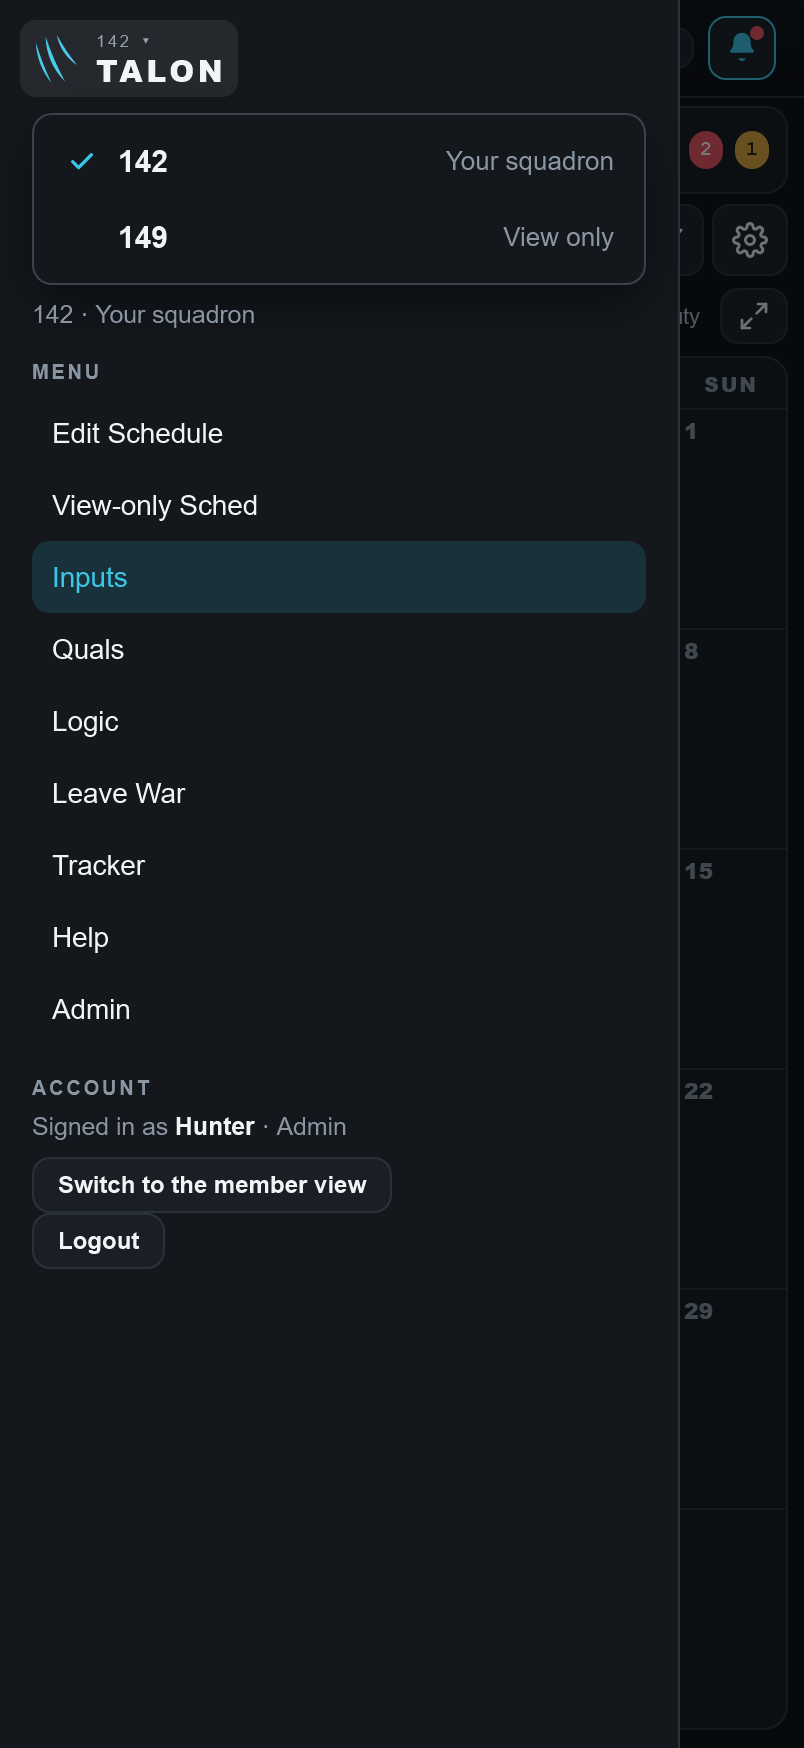 142 ▾
TALON
142 Your squadron
149 View only
142 · Your squadron
MENU
Edit Schedule
View-only Sched
Inputs
Quals
Logic
Leave War
Tracker
Help
Admin
ACCOUNT
Signed in as Hunter · Admin
Switch to the member view
Logout
2 1
SUN
1
8
15
22
29